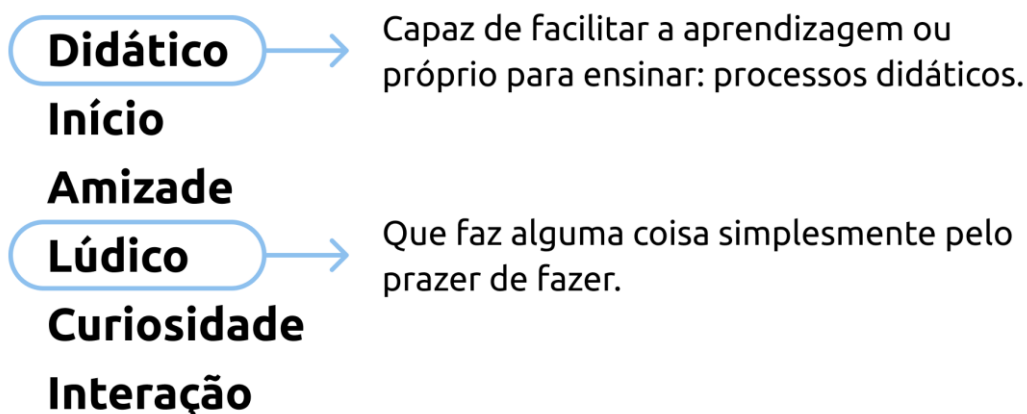 Didático
Capaz de facilitar a aprendizagem ou
próprio para ensinar: processos didáticos.
Início
Amizade
Lúdico
Que faz alguma coisa simplesmente pelo
prazer de fazer.
Curiosidade
Interação